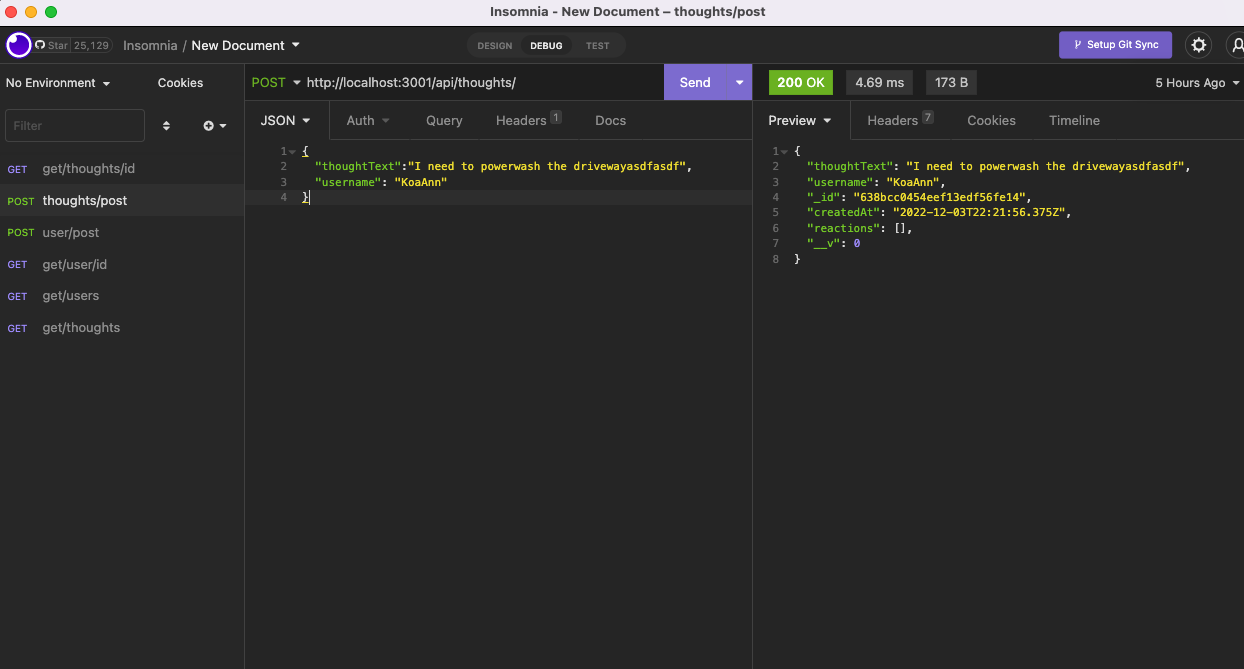 Insomnia - New Document – thoughts/post
Star 25,129 Insomnia / New Document DESIGN DEBUG TEST Setup Git Sync
No Environment Cookies POST http://localhost:3001/api/thoughts/ Send 200 OK 4.69 ms 173 B 5 Hours Ago
Filter JSON Auth Query Headers 1 Docs Preview Headers 7 Cookies Timeline
GET get/thoughts/id
POST thoughts/post
POST user/post
GET get/user/id
GET get/users
GET get/thoughts
1 {
2 "thoughtText":"I need to powerwash the drivewayasdfasdf",
3 "username": "KoaAnn"
4 }
1 {
2 "thoughtText": "I need to powerwash the drivewayasdfasdf",
3 "username": "KoaAnn",
4 "_id": "638bcc0454eef13edf56fe14",
5 "createdAt": "2022-12-03T22:21:56.375Z",
6 "reactions": [],
7 "__v": 0
8 }